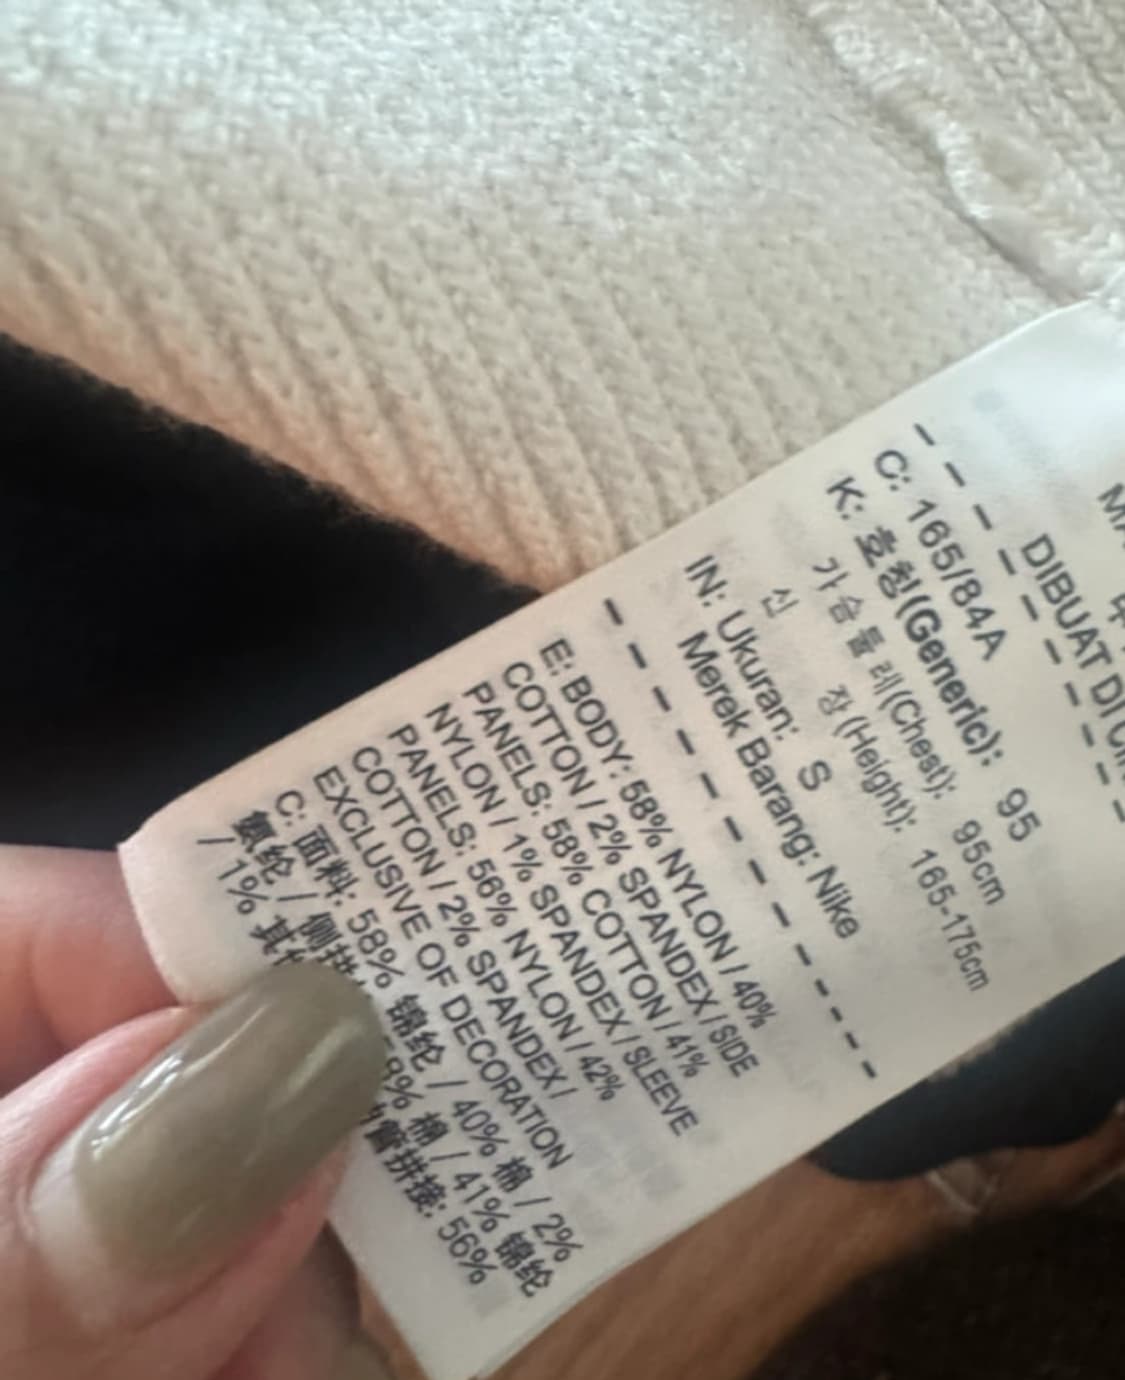 DIBUAT DI
C: 165/84A
K: 호칭(Generic): 95
가슴둘레(Chest): 95cm
신 장(Height): 165-175cm
IN: Ukuran: S
Merek Barang: Nike
E: BODY: 58% NYLON / 40%
COTTON / 2% SPANDEX / SIDE
PANELS: 58% COTTON / 41%
NYLON / 1% SPANDEX / SLEEVE
PANELS: 56% NYLON / 42%
COTTON / 2% SPANDEX /
EXCLUSIVE OF DECORATION
C: 面料: 58% 锦纶 / 40% 棉 / 2%
氨纶 / 侧拼 58% 棉 / 41% 锦纶
/ 1% 其 拼接: 56%